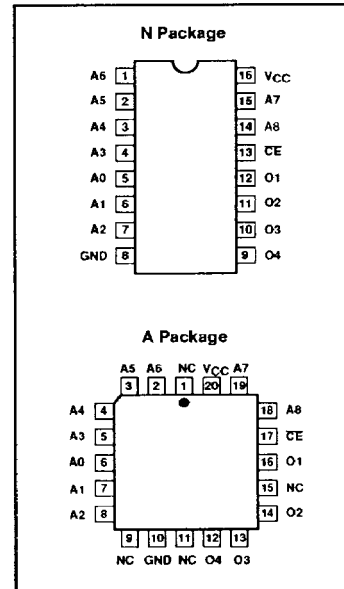 N Package
A6 1 16 VCC
A5 2 15 A7
A4 3 14 A8
A3 4 13 CE
A0 5 12 O1
A1 6 11 O2
A2 7 10 O3
GND 8 9 O4
A Package
A5 A6 NC VCC A7
3 2 1 20 19
A4 4 18 A8
A3 5 17 CE
A0 6 16 O1
A1 7 15 NC
A2 8 14 O2
9 10 11 12 13
NC GND NC O4 O3